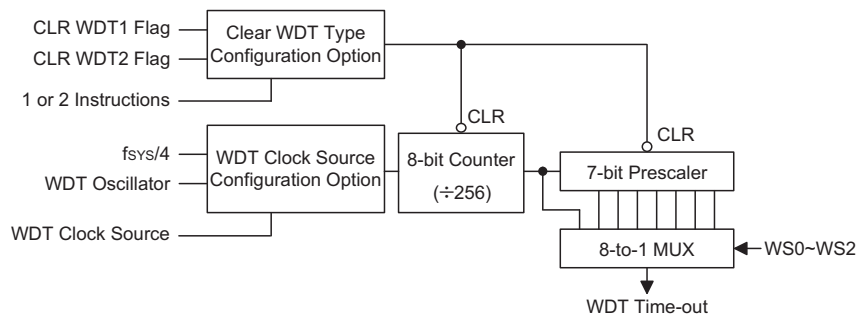 CLR WDT1 Flag
CLR WDT2 Flag
1 or 2 Instructions
Clear WDT Type
Configuration Option
CLR
CLR
fSYS/4
WDT Oscillator
WDT Clock Source
WDT Clock Source
Configuration Option
8-bit Counter
(÷256)
7-bit Prescaler
8-to-1 MUX
WS0~WS2
WDT Time-out